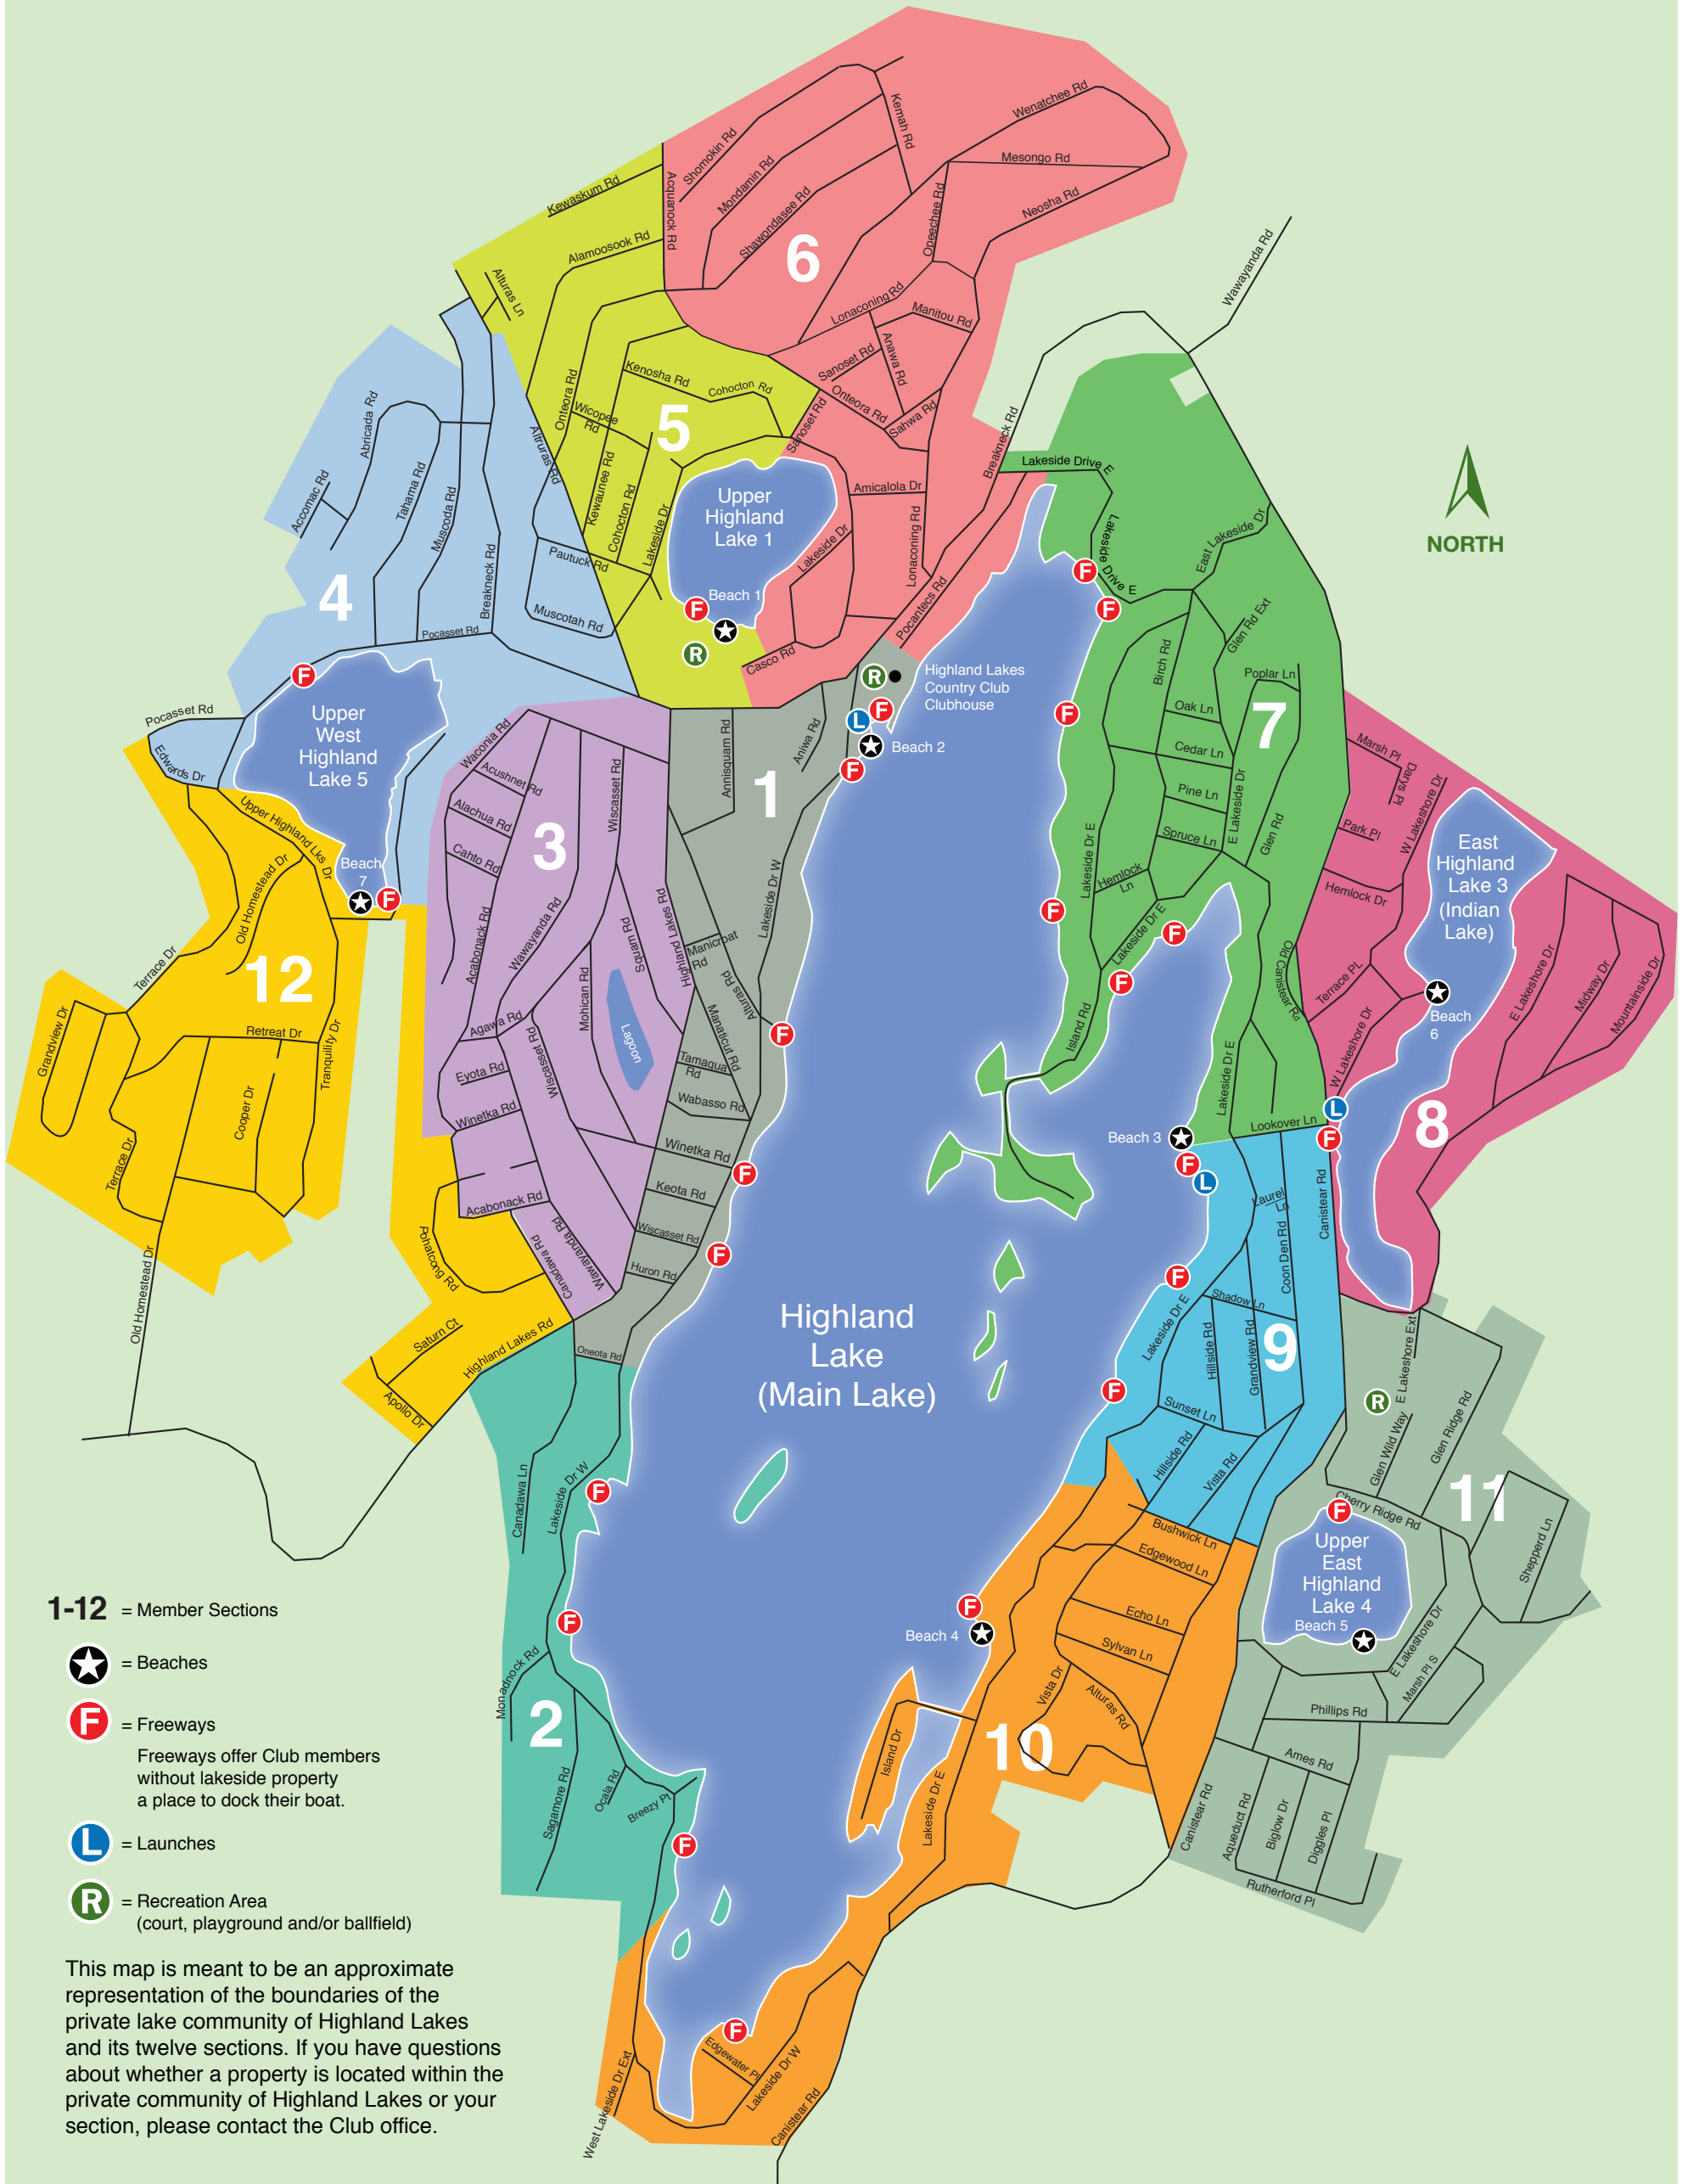 Kewaskum Rd
Alamoosook Rd
Alturas Ln
Acquanock Rd
Shomokin Rd
Mondamin Rd
Shawondasee Rd
Kemah Rd
Wenatchee Rd
Mesongo Rd
Neosha Rd
Opeechee Rd
6
Lonaconing Rd
Manitou Rd
Sanoset Rd
Anawa Rd
Onteora Rd
Sahwa Rd
Sanoset Rd
Amicalola Dr
Lonaconing Rd
Lakeside Dr
Pocantecs Rd
Casco Rd
Breakneck Rd
Wawayanda Rd
Onteora Rd
Kenosha Rd
Cohocton Rd
Wicopee
Rd
5
Kewaunee Rd
Cohocton Rd
Lakeside Dr
Altruras Rd
Pautuck Rd
Muscotah Rd
Upper
Highland
Lake 1
Beach 1
F
R
Abricada Rd
Accomac Rd
Tahama Rd
Muscoda Rd
Breakneck Rd
4
Pocasset Rd
F
Pocasset Rd
Edwards Dr
Upper
West
Highland
Lake 5
Beach
7
F
Upper Highland Lks Dr
Old Homestead Dr
Terrace Dr
12
Grandview Dr
Retreat Dr
Tranquility Dr
Cooper Dr
Terrace Dr
Old Homestead Dr
Pohatcong Rd
Saturn Ct
Highland Lakes Rd
Apollo Dr
Waconia Rd
Acushnet Rd
Alachua Rd
Cahto Rd
3
Wiscasset Rd
Acabonack Rd
Wawayanda Rd
Squam Rd
Highland Lakes Rd
Mohican Rd
Lagoon
Agawa Rd
Wiscasset Rd
Eyota Rd
Winetka Rd
Acabonack Rd
Canadawa Rd
Wawayanda Rd
R
Highland Lakes
Country Club
Clubhouse
F
L
Beach 2
F
Annisquam Rd
Aniwa Rd
1
Lakeside Dr W
Manicroat
Rd
Alturas Rd
Manaticut Rd
F
Tamaqua
Rd
Wabasso Rd
Winetka Rd
F
Keota Rd
Wiscasset Rd
F
Huron Rd
Oneota Rd
NORTH
Lakeside Drive E
Lakeside
Drive E
F
F
East Lakeside Dr
Glen Rd Ext
Birch Rd
Poplar Ln
Oak Ln
7
F
Cedar Ln
Pine Ln
E Lakeside Dr
Spruce Ln
Glen Rd
Lakeside Dr E
Hemlock
Ln
F
Lakeside Dr E
F
F
Old Canistear Rd
Island Rd
Lakeside Dr E
Lookover Ln
Beach 3
F
L
Marsh Pl
Darys Pl
W Lakeshore Dr
Park Pl
Hemlock Dr
East
Highland
Lake 3
(Indian
Lake)
Terrace PL
Beach
6
E Lakeshore Dr
Midway Dr
Mountainside Dr
W Lakeshore Dr
L
F
8
Highland
Lake
(Main Lake)
Laurel
Ln
Canistear Rd
Coon Den Rd
F
Shadow Ln
Lakeside Dr E
Hillside Rd
Grandview Rd
9
F
Sunset Ln
Hillside Rd
Vista Rd
E Lakeshore Ext
R
Glen Wild Way
Glen Ridge Rd
11
Cherry Ridge Rd
F
Upper
East
Highland
Lake 4
Beach 5
Shepperd Ln
E Lakeshore Dr
Marsh Pl S
Phillips Rd
Ames Rd
Canistear Rd
Aqueduct Rd
Biglow Dr
Diggles Pl
Rutherford Pl
Bushwick Ln
Edgewood Ln
Echo Ln
Sylvan Ln
F
Beach 4
Vista Dr
Alturas Rd
10
Island Dr
Lakeside Dr E
Canadawa Ln
Lakeside Dr W
F
F
Monadnock Rd
2
Sagamore Rd
Ocala Rd
Breezy Pt
F
F
Edgewater Pl
Lakeside Dr W
West Lakeside Dr Ext
Canistear Rd
1-12 = Member Sections
= Beaches
F = Freeways
Freeways offer Club members
without lakeside property
a place to dock their boat.
L = Launches
R = Recreation Area
(court, playground and/or ballfield)
This map is meant to be an approximate
representation of the boundaries of the
private lake community of Highland Lakes
and its twelve sections. If you have questions
about whether a property is located within the
private community of Highland Lakes or your
section, please contact the Club office.